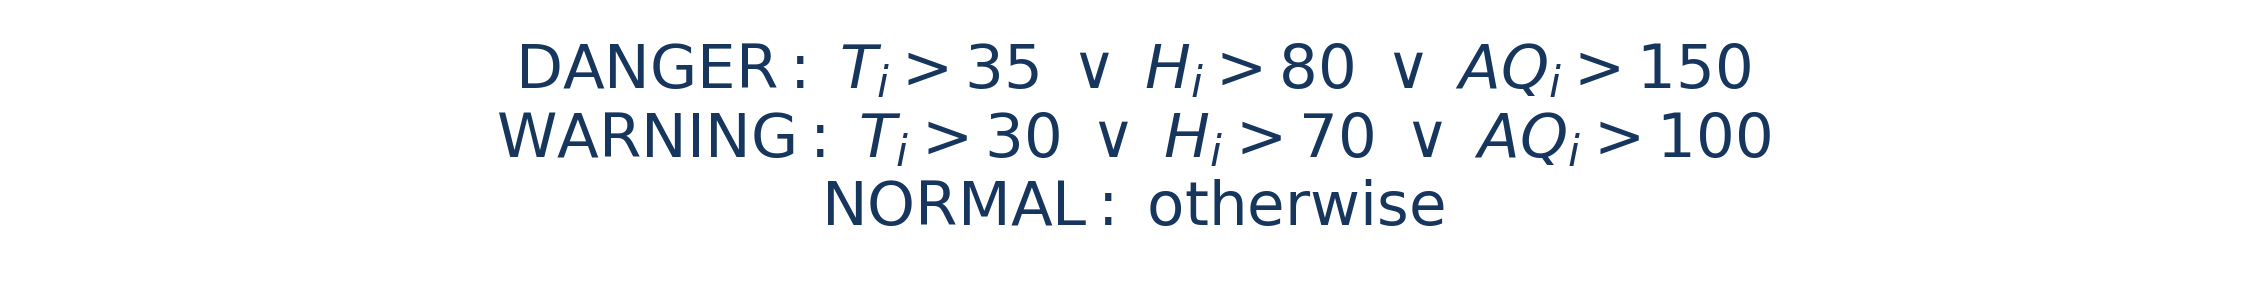 DANGER: Tᵢ > 35 ∨ Hᵢ > 80 ∨ AQᵢ > 150
WARNING: Tᵢ > 30 ∨ Hᵢ > 70 ∨ AQᵢ > 100
NORMAL: otherwise